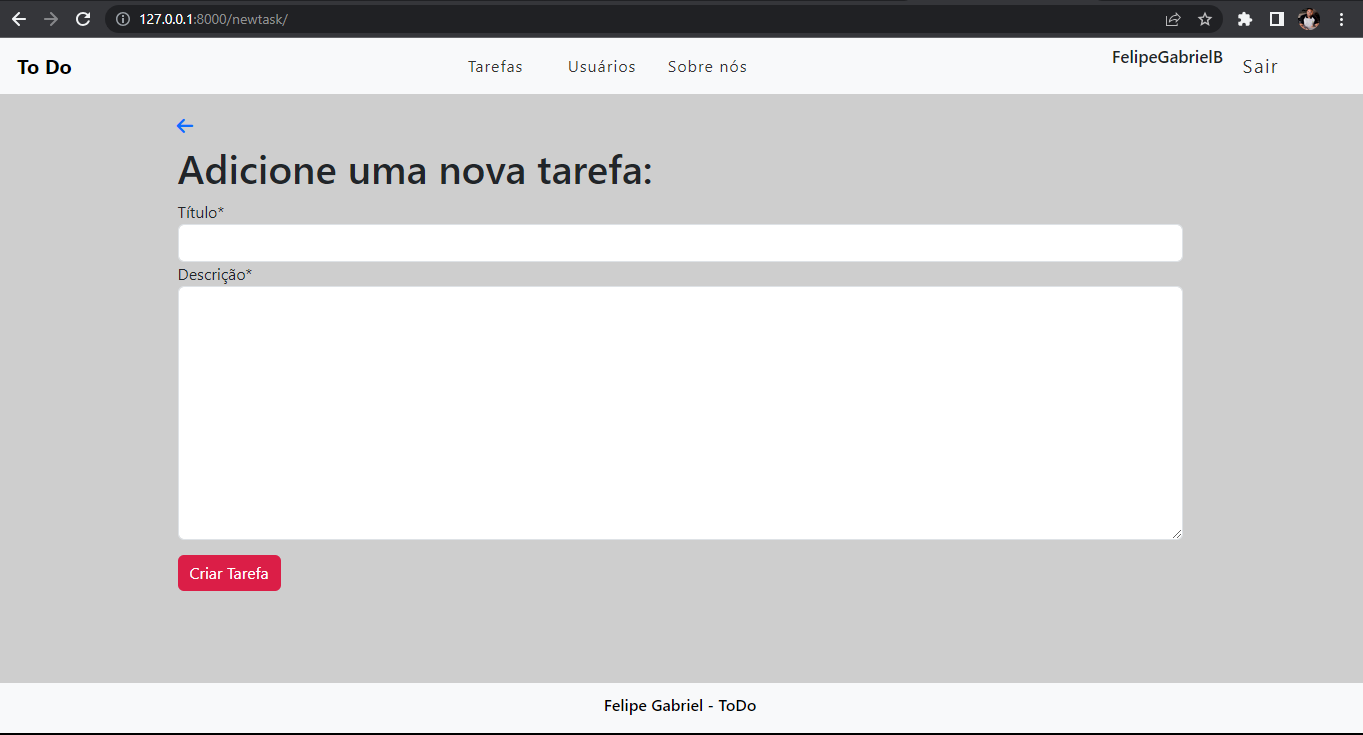 127.0.0.1:8000/newtask/
To Do
Tarefas Usuários Sobre nós
FelipeGabrielB Sair
Adicione uma nova tarefa:
Título*
Descrição*
Criar Tarefa
Felipe Gabriel - ToDo